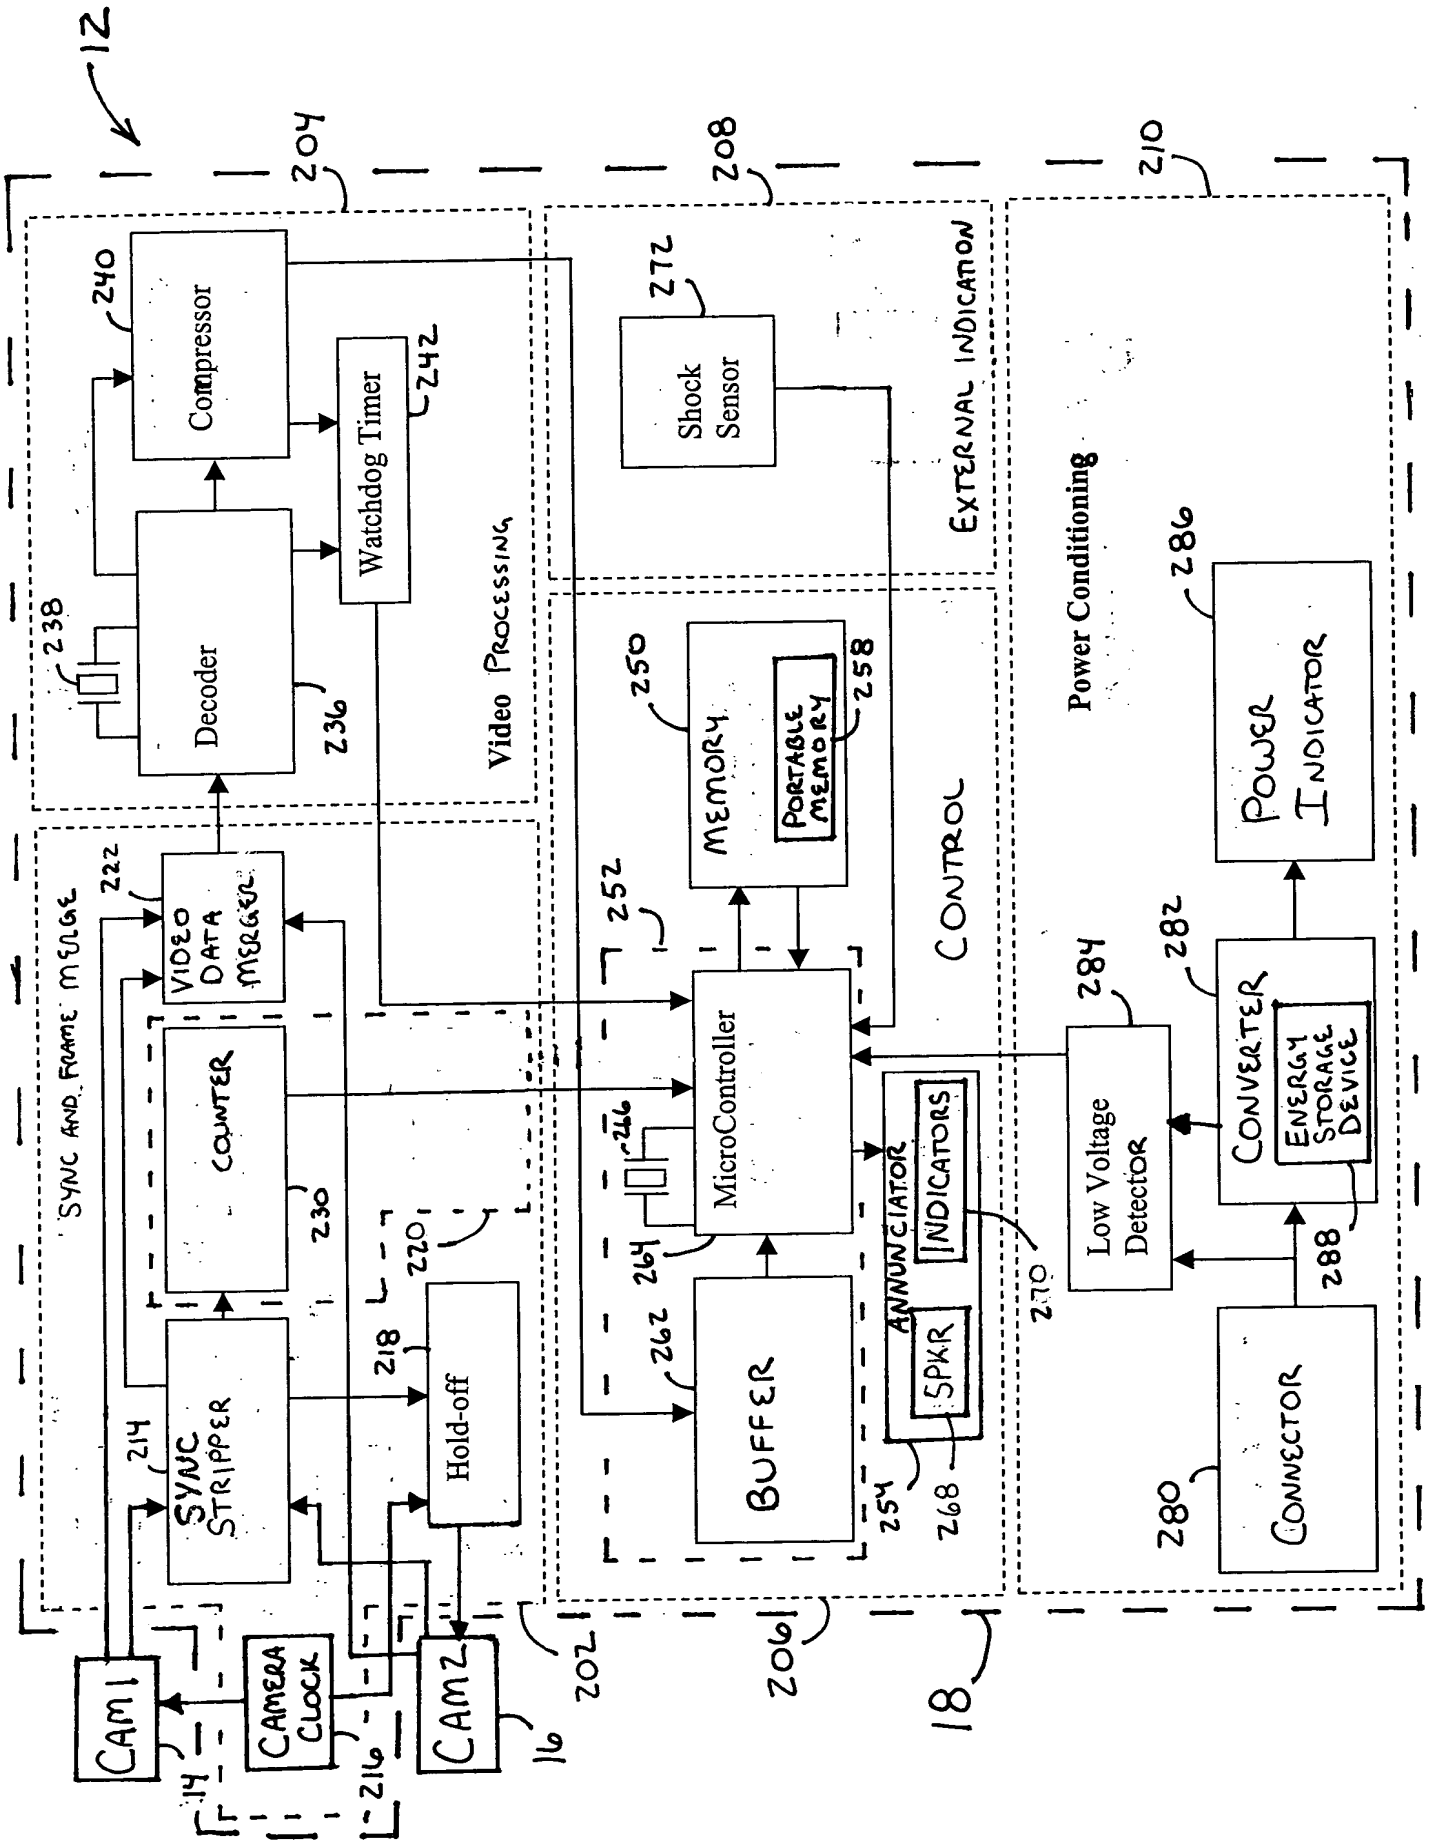 12
SYNC AND FRAME MERGE
CAM1
14
CAMERA
CLOCK
216
CAM2
16
202
214
SYNC
STRIPPER
COUNTER
230
220
218
Hold-off
222
VIDEO
DATA
MERGER
204
238
Decoder
236
240
Compressor
Watchdog Timer
242
Video PROCESSING
206
18
BUFFER
262
264
266
MicroController
252
MEMORY
250
PORTABLE
MEMORY
258
CONTROL
ANNUNCIATOR
254
SPKR
268
INDICATORS
270
208
Shock
Sensor
272
EXTERNAL INDICATION
210
Power Conditioning
280
CONNECTOR
Low Voltage
Detector
284
CONVERTER
282
ENERGY
STORAGE
DEVICE
288
POWER
INDICATOR
286